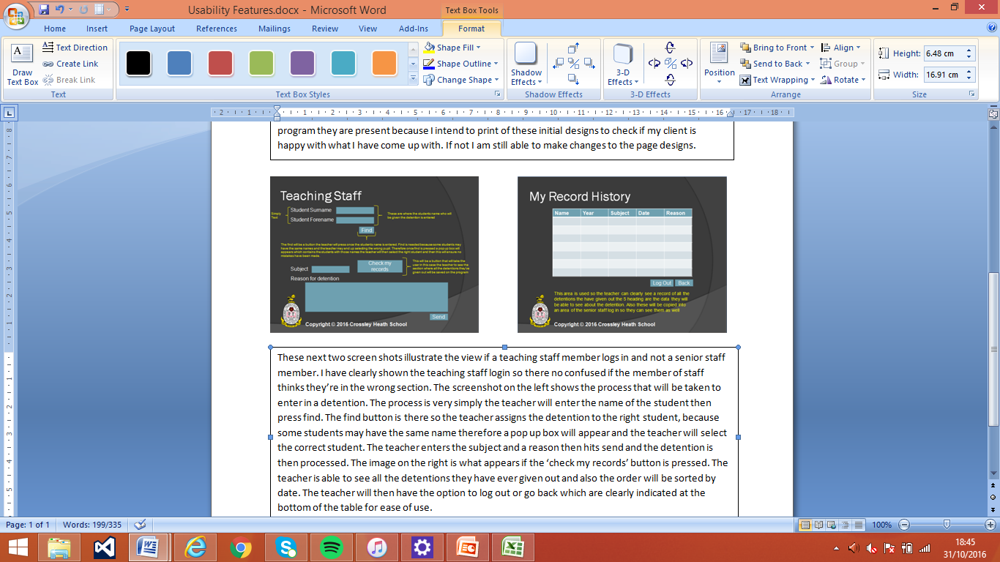 Usability Features.docx - Microsoft Word
Text Box Tools
Home Insert Page Layout References Mailings Review View Add-Ins Format
Draw Text Box
Text Direction
Create Link
Break Link
Text
Text Box Styles
Shape Fill
Shape Outline
Change Shape
Shadow Effects
Shadow Effects
3-D Effects
3-D Effects
Position
Bring to Front
Send to Back
Text Wrapping
Align
Group
Rotate
Arrange
Height: 6.48 cm
Width: 16.91 cm
Size
2 1 1 2 3 4 5 6 7 8 9 10 11 12 13 14 15 16 17 18
program they are present because I intend to print of these initial designs to check if my client is
happy with what I have come up with. If not I am still able to make changes to the page designs.
Teaching Staff
Simply Text
Student Surname
Student Forename
These are where the students name who will
be given the detention is entered
Find
The find will be a button the teacher will press once the students name is entered. Find is needed because some students may
have the same names and the teacher may end up selecting the wrong pupil. Therefore once find is pressed a pop up box will
appears which contains the students with those names the teacher will then select the right student and then this will ensure no
mistakes have been made.
Subject
Check my records
This will be a button that will take the
user in this case the teacher to see the
section where all the detentions they've
given out will be saved on the program
Reason for detention
Send
Copyright © 2016 Crossley Heath School
My Record History
Name Year Subject Date Reason
Log Out Back
This area is used so the teacher can clearly see a record of all the
detentions the have given out the 5 heading are the data they will
be able to see about the detention. Also these will be copied into
an area of the senior staff log in so they can see them as well
Copyright © 2016 Crossley Heath School
These next two screen shots illustrate the view if a teaching staff member logs in and not a senior staff
member. I have clearly shown the teaching staff login so there no confused if the member of staff
thinks they’re in the wrong section. The screenshot on the left shows the process that will be taken to
enter in a detention. The process is very simply the teacher will enter the name of the student then
press find. The find button is there so the teacher assigns the detention to the right student, because
some students may have the same name therefore a pop up box will appear and the teacher will select
the correct student. The teacher enters the subject and a reason then hits send and the detention is
then processed. The image on the right is what appears if the ‘check my records’ button is pressed. The
teacher is able to see all the detentions they have ever given out and also the order will be sorted by
date. The teacher will then have the option to log out or go back which are clearly indicated at the
bottom of the table for ease of use.
Page: 1 of 1 Words: 199/335
100%
18:45
31/10/2016